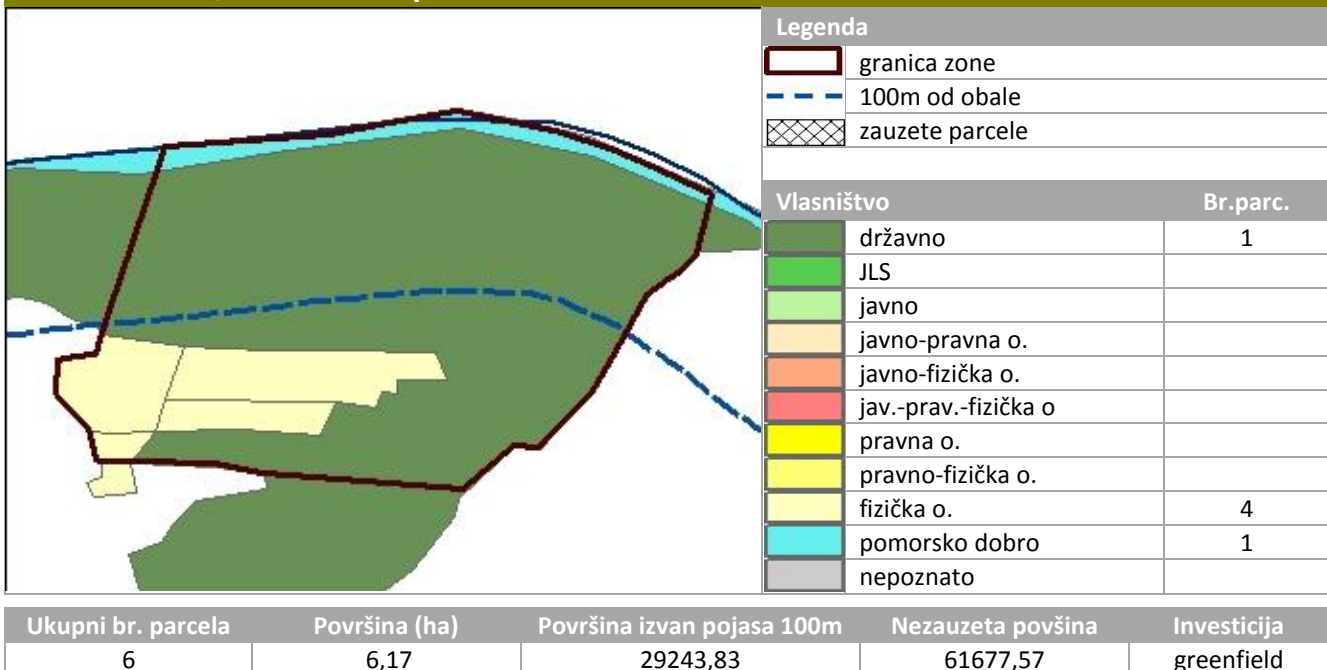 Legenda
granica zone
100m od obale
zauzete parcele
Vlasništvo Br.parc.
državno 1
JLS
javno
javno-pravna o.
javno-fizička o.
jav.-prav.-fizička o
pravna o.
pravno-fizička o.
fizička o. 4
pomorsko dobro 1
nepoznato
Ukupni br. parcela Površina (ha) Površina izvan pojasa 100m Nezauzeta povšina Investicija
6 6,17 29243,83 61677,57 greenfield